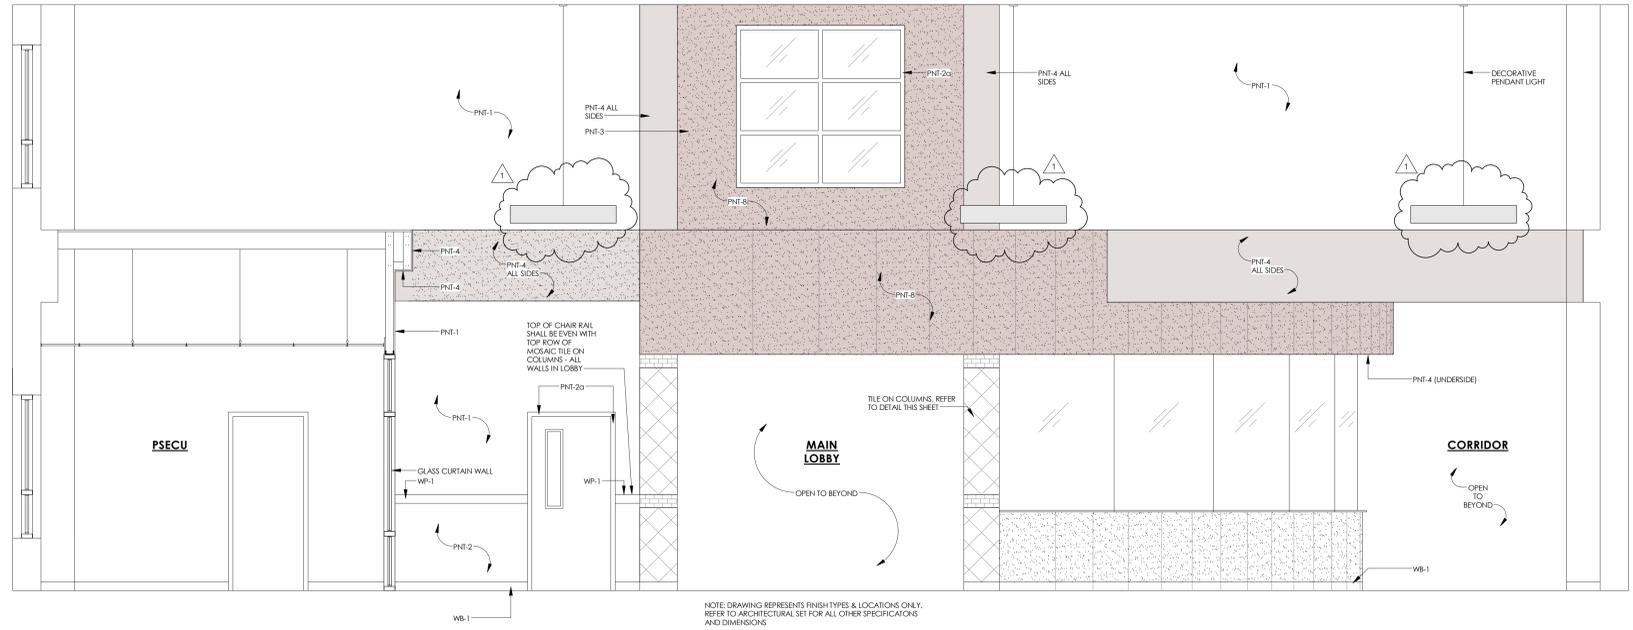 PNT-1
PNT-4 ALL
SIDES
PNT-3
PNT-2a
PNT-8
PNT-4 ALL
SIDES
PNT-1
DECORATIVE
PENDANT LIGHT
1
1
1
PNT-4
PNT-4
PNT-4
ALL SIDES
PNT-8
PNT-4
ALL SIDES
PNT-1
TOP OF CHAIR RAIL
SHALL BE EVEN WITH
TOP ROW OF
MOSAIC TILE ON
COLUMNS - ALL
WALLS IN LOBBY
PNT-2a
PNT-1
TILE ON COLUMNS. REFER
TO DETAIL THIS SHEET
PNT-4 (UNDERSIDE)
PSECU
GLASS CURTAIN WALL
WP-1
WP-1
MAIN
LOBBY
OPEN TO BEYOND
CORRIDOR
OPEN
TO
BEYOND
PNT-2
WB-1
WB-1
NOTE: DRAWING REPRESENTS FINISH TYPES & LOCATIONS ONLY.
REFER TO ARCHITECTURAL SET FOR ALL OTHER SPECIFICATONS
AND DIMENSIONS